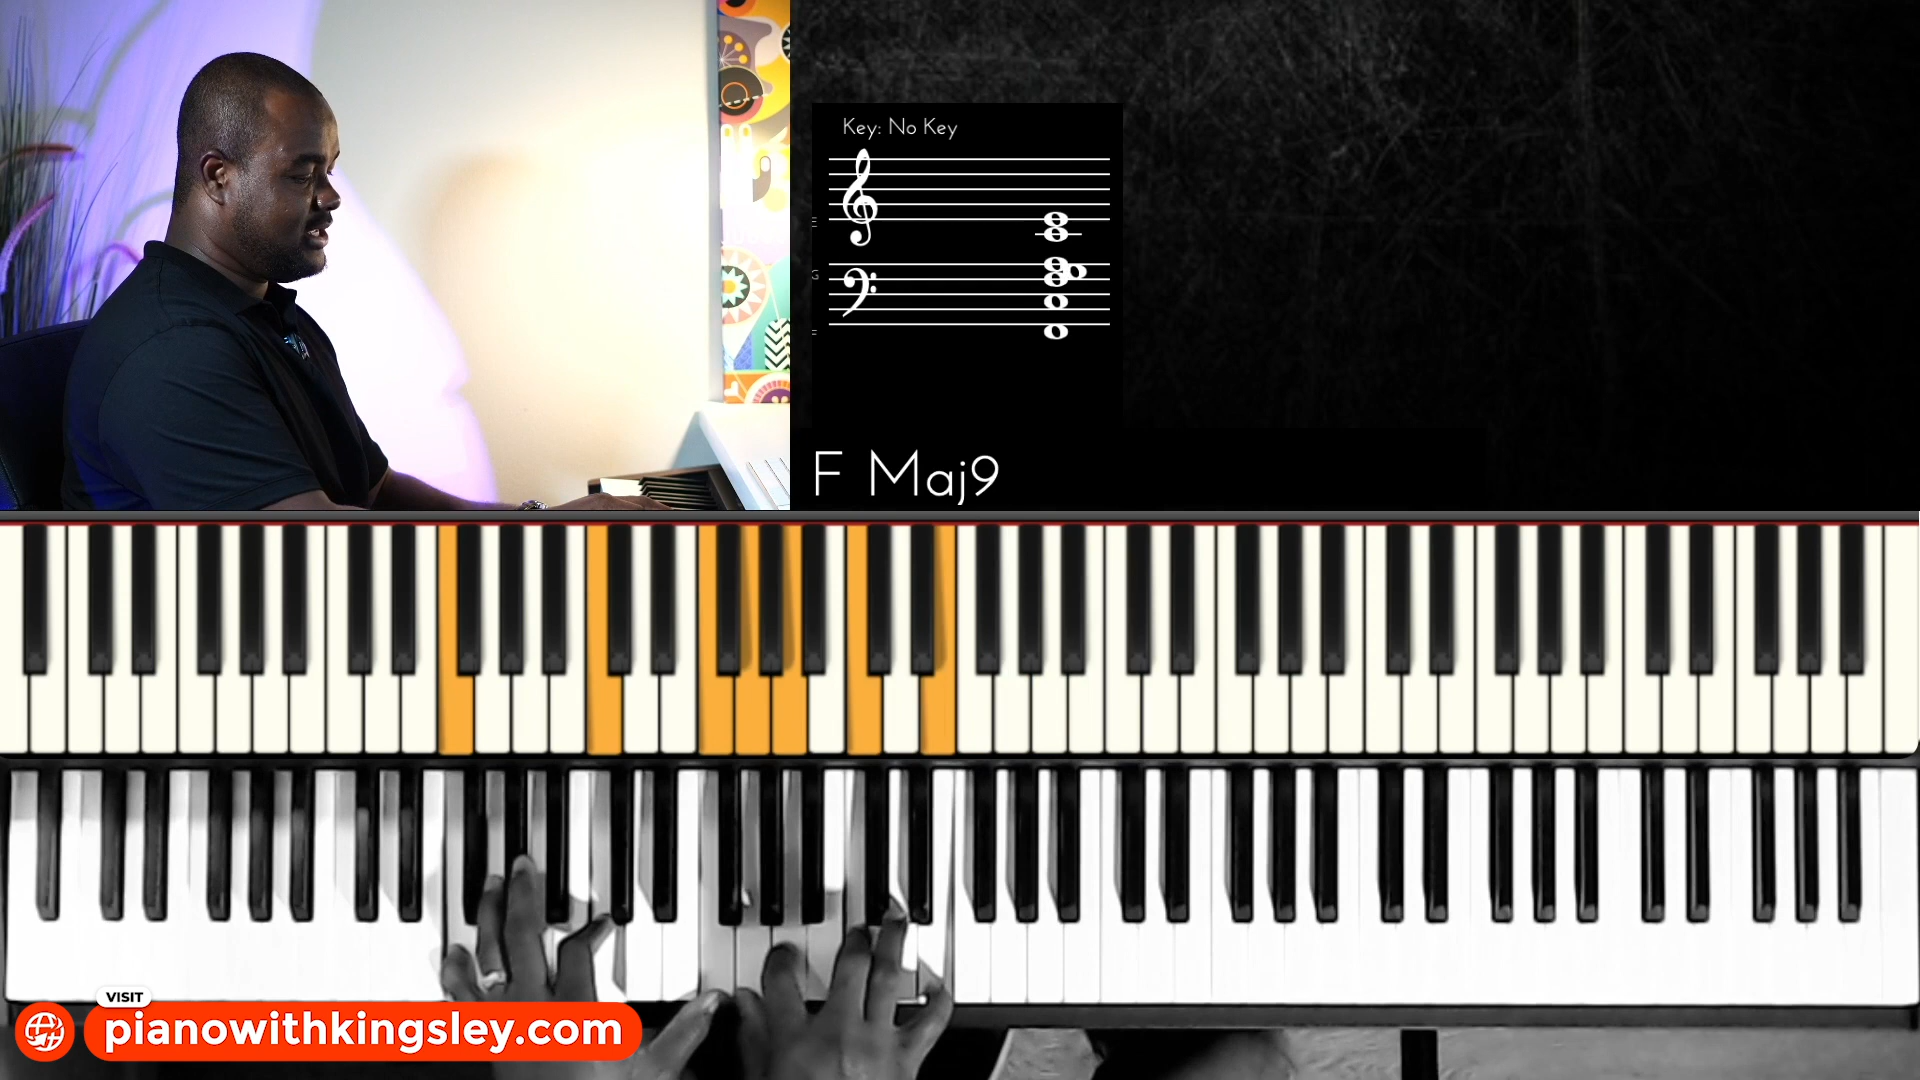 Key: No Key
E
G
F
F Maj9
VISIT
pianowithkingsley.com